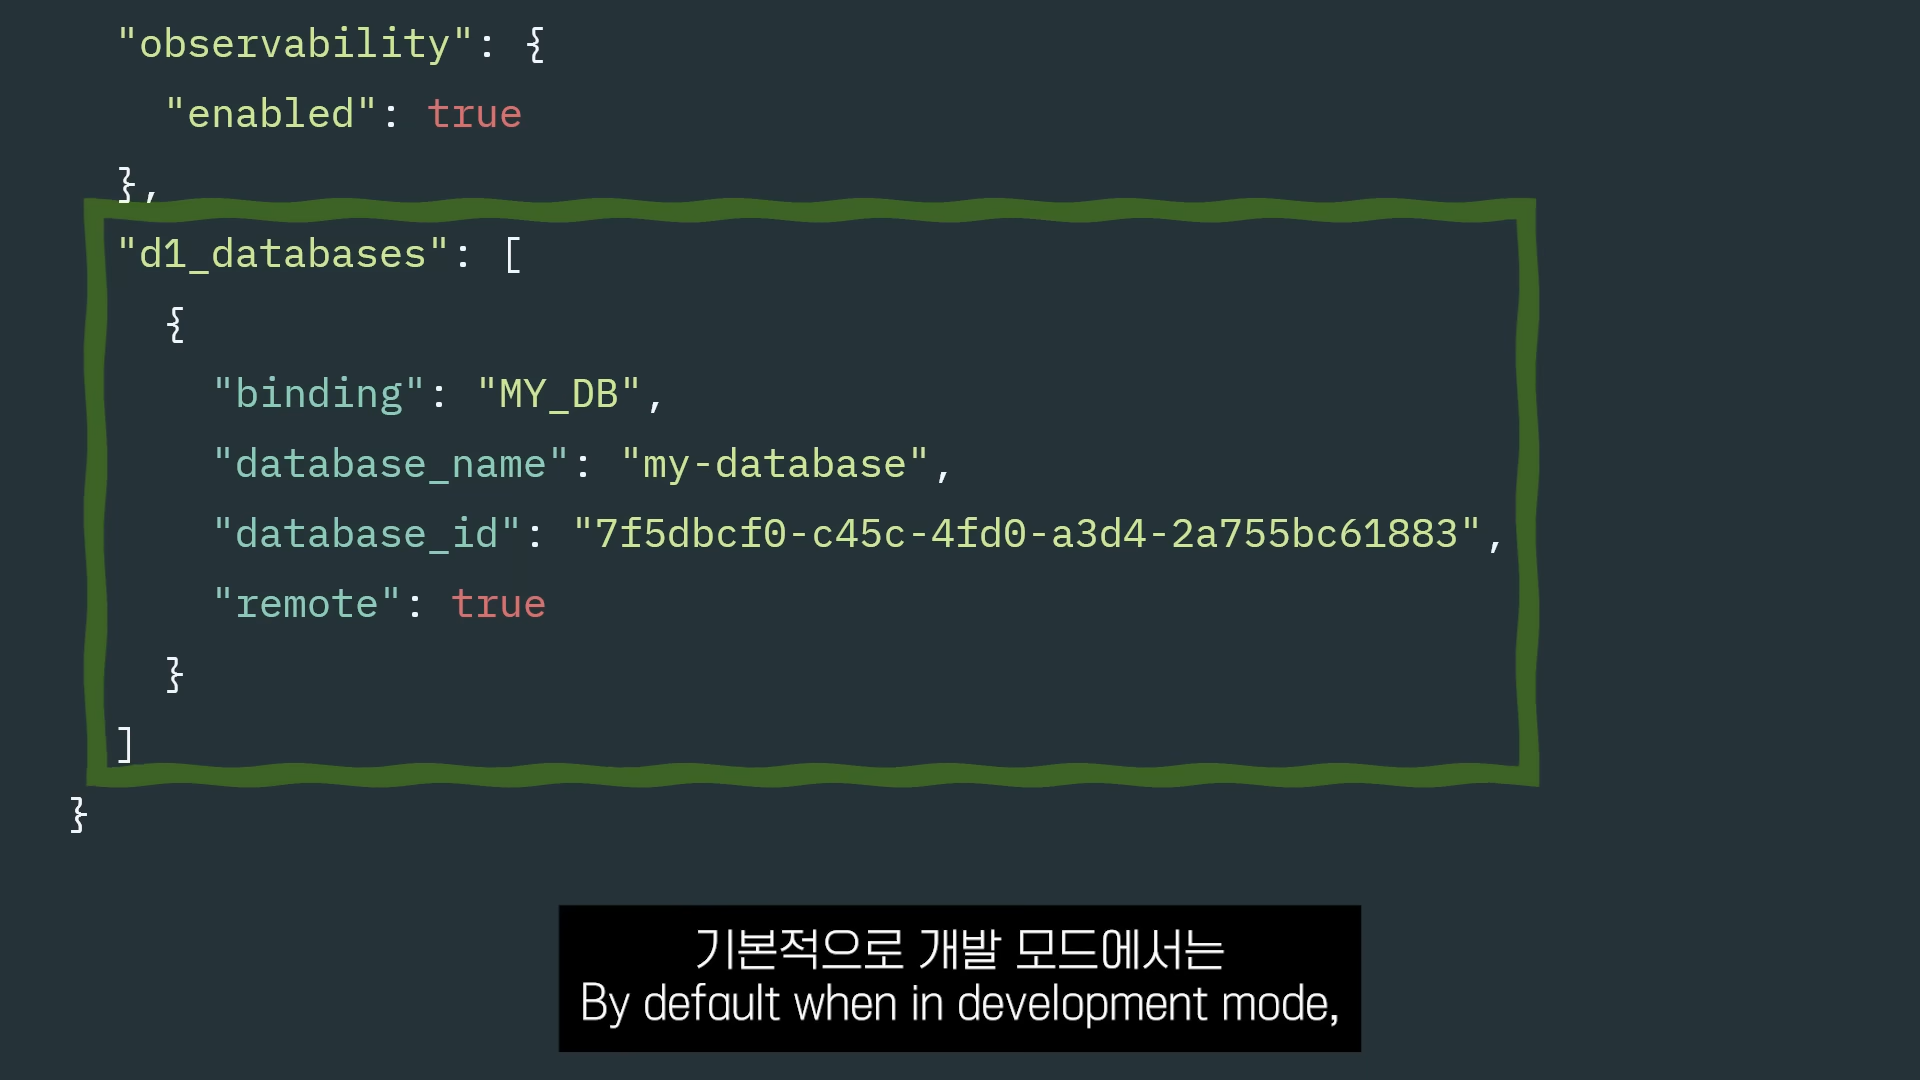 "observability": {
"enabled": true
},
"d1_databases": [
{
"binding": "MY_DB",
"database_name": "my-database",
"database_id": "7f5dbcf0-c45c-4fd0-a3d4-2a755bc61883",
"remote": true
}
]
}
기본적으로 개발 모드에서는
By default when in development mode,